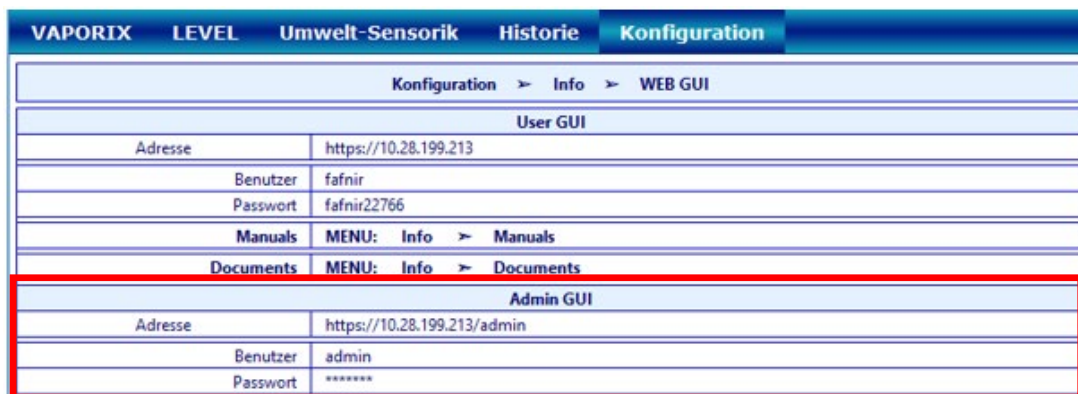 VAPORIX LEVEL Umwelt-Sensorik Historie Konfiguration
Konfiguration ➢ Info ➢ WEB GUI
User GUI
Adresse https://10.28.199.213
Benutzer fafnir
Passwort fafnir22766
Manuals MENU: Info ➢ Manuals
Documents MENU: Info ➢ Documents
Admin GUI
Adresse https://10.28.199.213/admin
Benutzer admin
Passwort *******